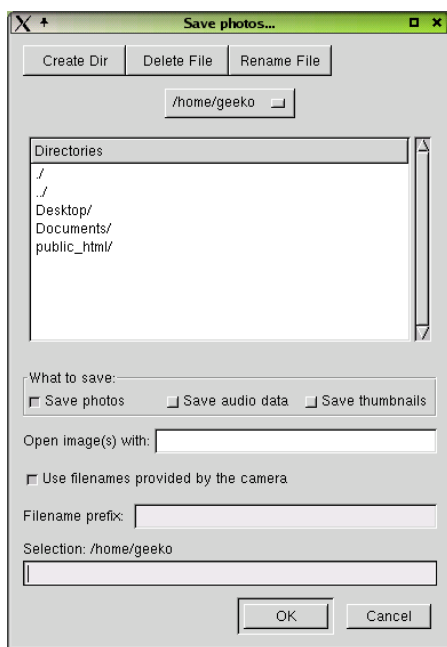 Save photos...
Create Dir Delete File Rename File
/home/geeko
Directories
./
../
Desktop/
Documents/
public_html/
What to save:
Save photos Save audio data Save thumbnails
Open image(s) with:
Use filenames provided by the camera
Filename prefix:
Selection: /home/geeko
OK Cancel